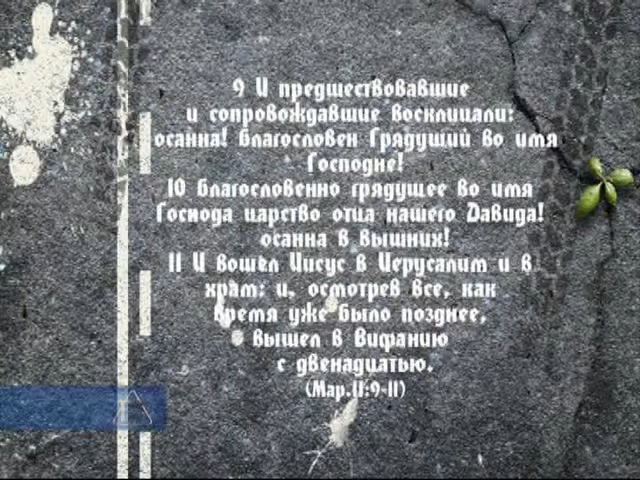 9 И предшествовавшие
и сопровождавшие восклицали:
осанна! благословен Грядущий во имя
Господне!
10 благословенно грядущее во имя
Господа царство отца нашего Давида!
осанна в вышних!
11 И вошел Иисус в Иерусалим и в
храм; и, осмотрев все, как
время уже было позднее,
вышел в Вифанию
с двенадцатью.
(Мар.11:9-11)